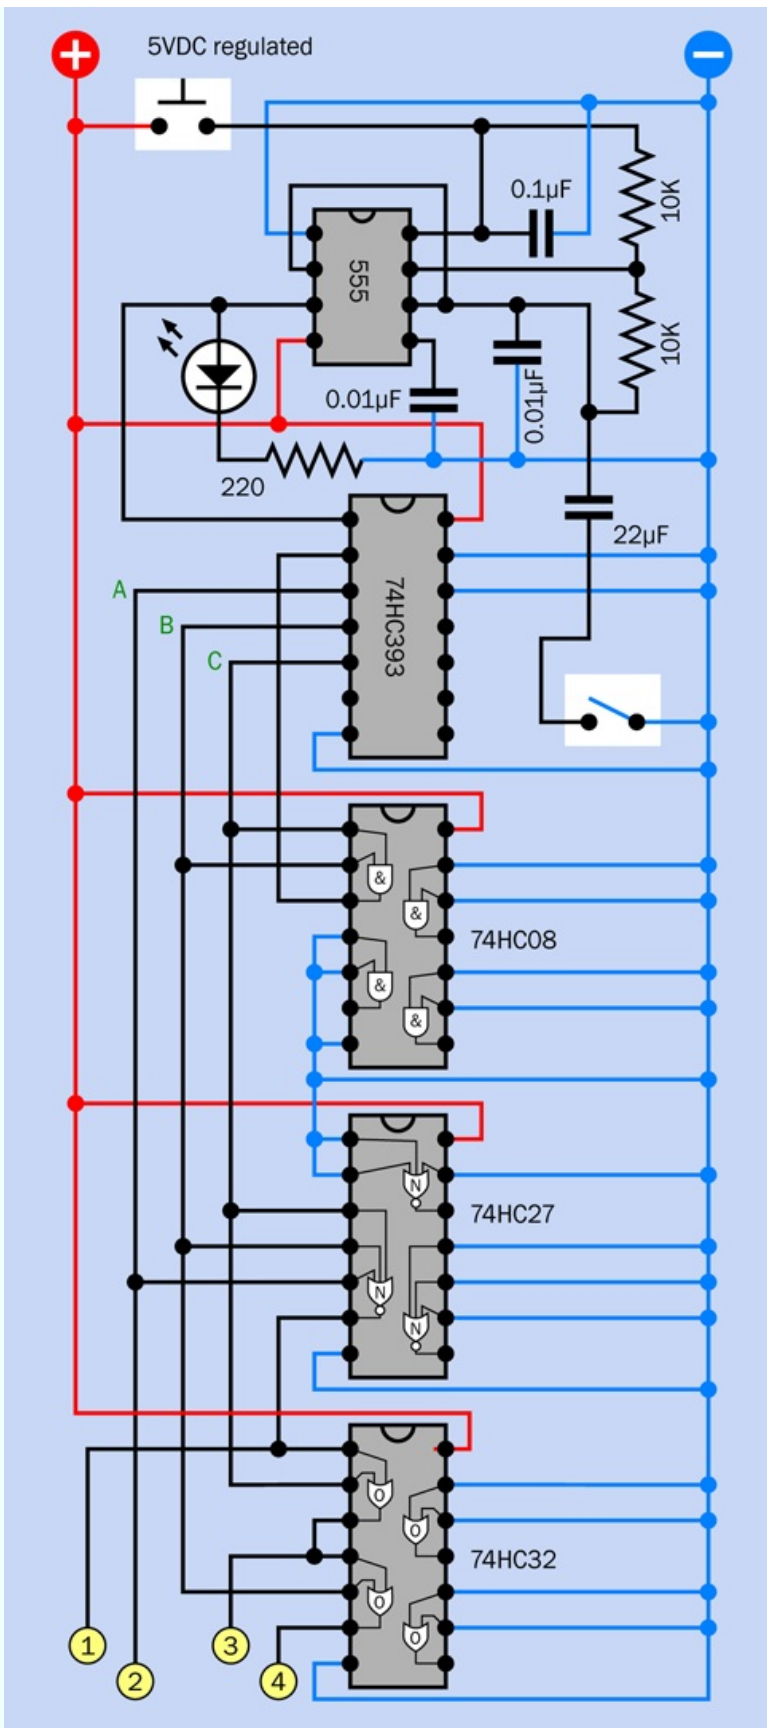 +
5VDC regulated
−
0.1µF
10K
555
10K
0.01µF
0.01µF
220
22µF
A
74HC393
B
C
&
&
74HC08
&
&
N
74HC27
N
N
O
O
74HC32
O
O
1
3
2
4